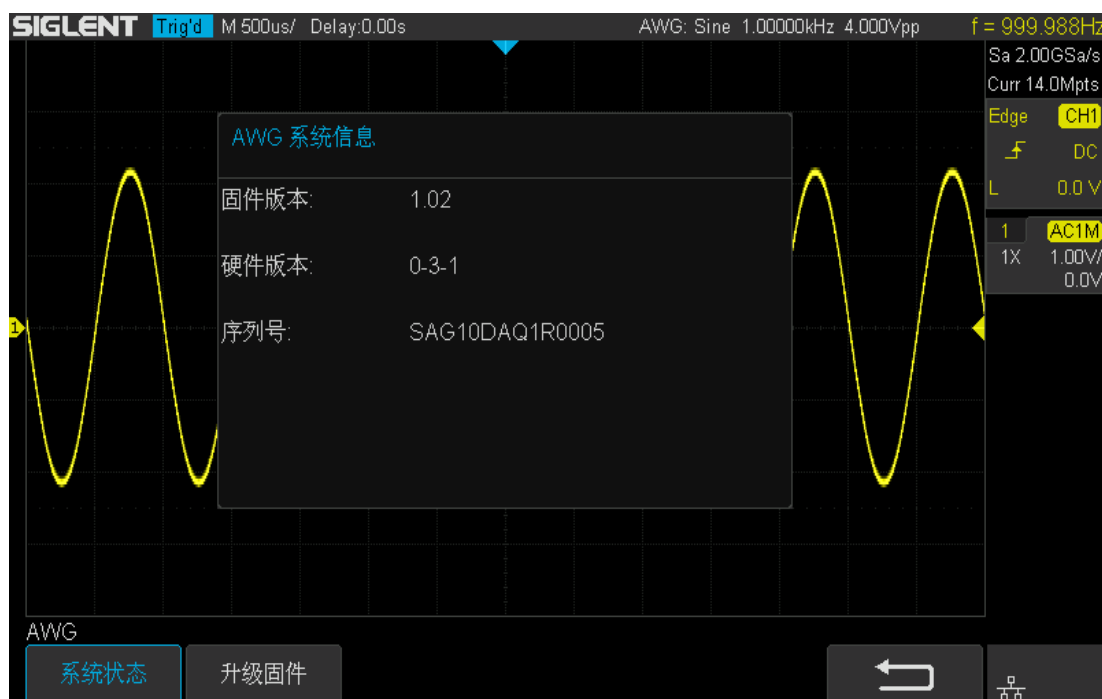 SIGLENT Trig'd M 500us/ Delay:0.00s AWG: Sine 1.00000kHz 4.000Vpp f = 999.988Hz
Sa 2.00GSa/s
Curr 14.0Mpts
Edge CH1
DC
L 0.0 V
1 AC1M
1X 1.00V/
0.0V
AWG 系统信息
固件版本: 1.02
硬件版本: 0-3-1
序列号: SAG10DAQ1R0005
1
AWG
系统状态 升级固件